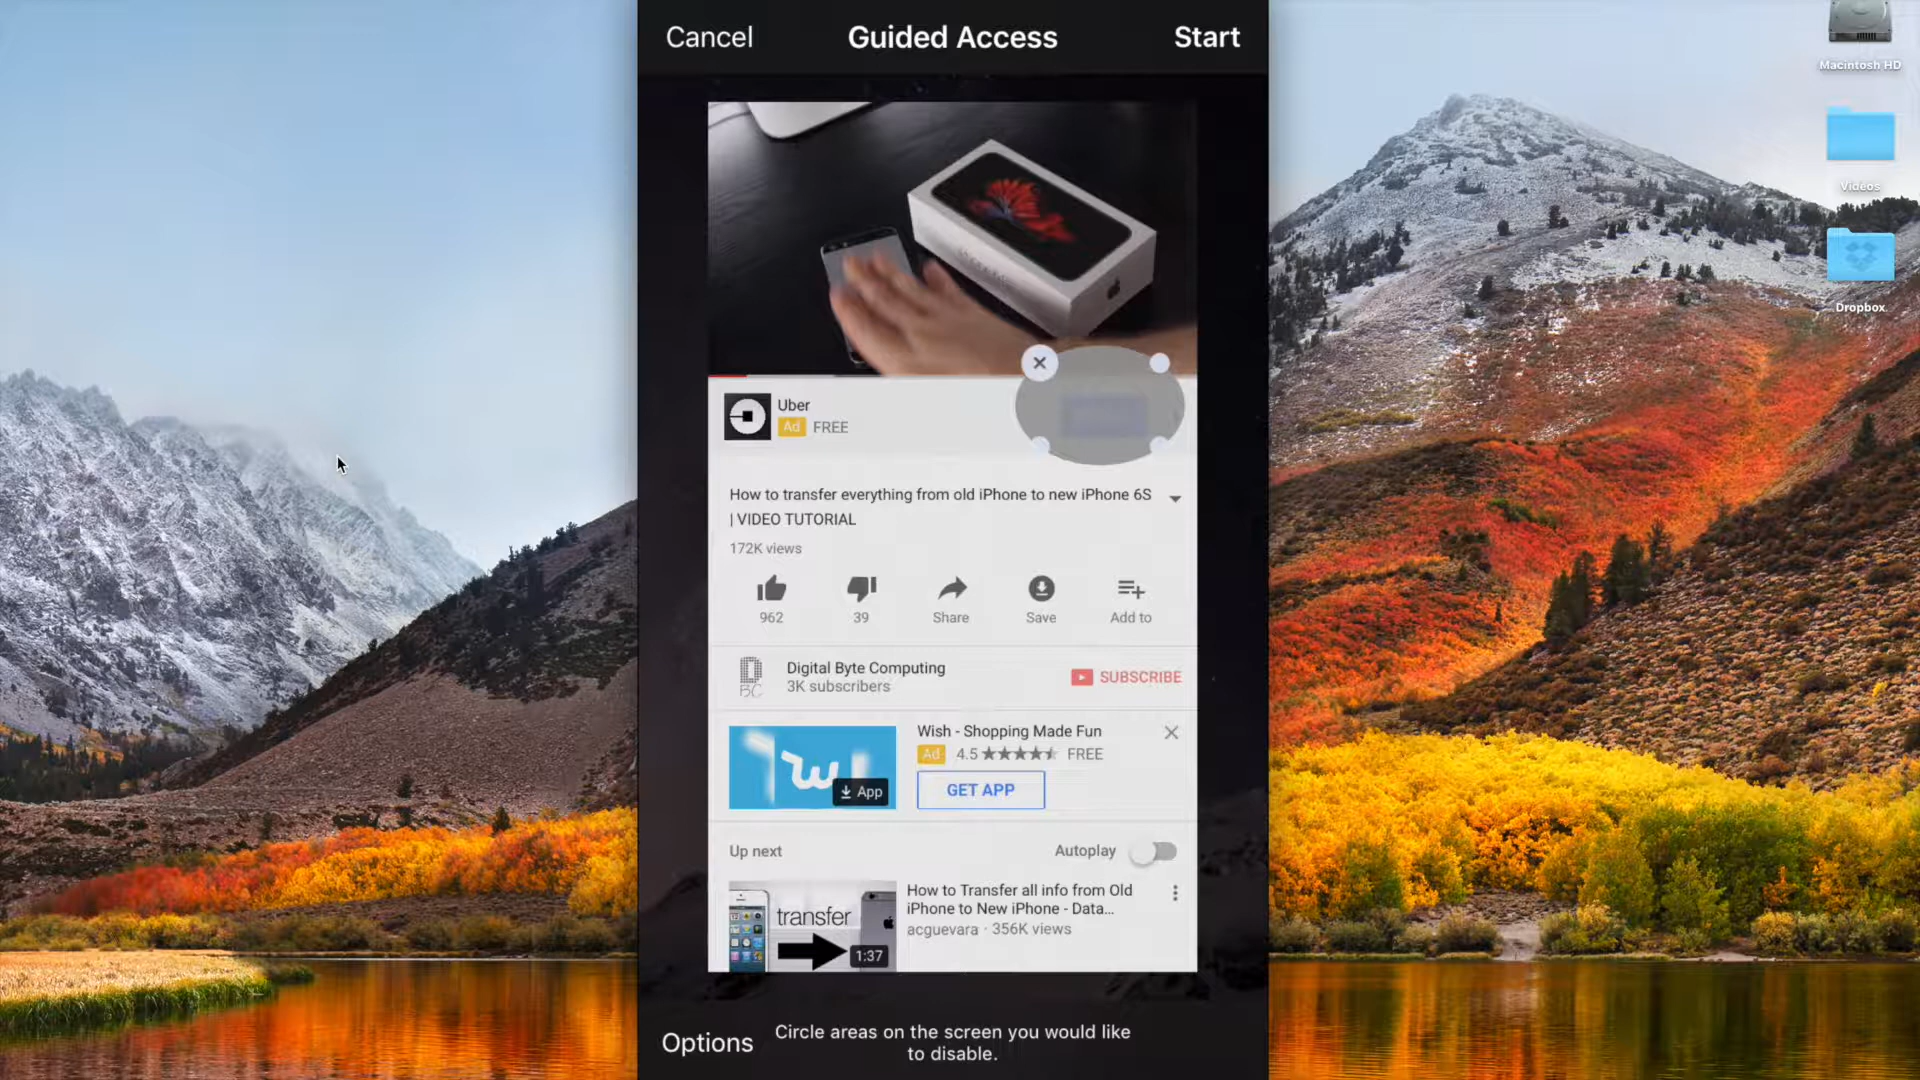 Cancel Guided Access Start
Macintosh HD
Videos
Dropbox
Uber
Ad FREE
How to transfer everything from old iPhone to new iPhone 6S
| VIDEO TUTORIAL
172K views
962 39 Share Save Add to
Digital Byte Computing
3K subscribers
SUBSCRIBE
Wish - Shopping Made Fun
Ad 4.5 FREE
App
GET APP
Up next Autoplay
How to Transfer all info from Old
iPhone to New iPhone - Data...
acguevara · 356K views
transfer
1:37
Options
Circle areas on the screen you would like
to disable.